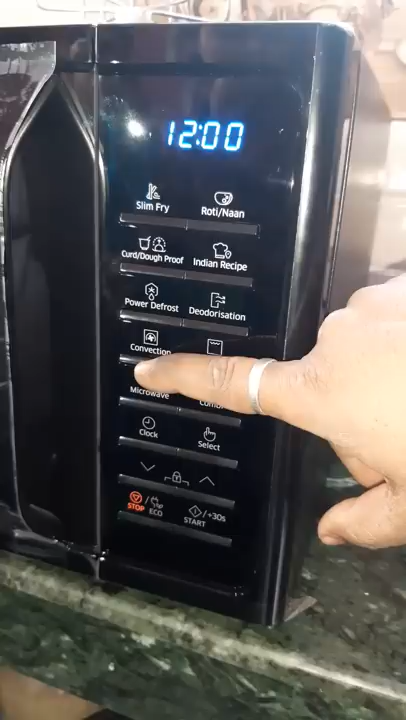 12:00
Slim Fry Roti/Naan
Curd/Dough Proof Indian Recipe
Power Defrost Deodorisation
Convection
Microwave
Clock Select
STOP / ECO START /+30s